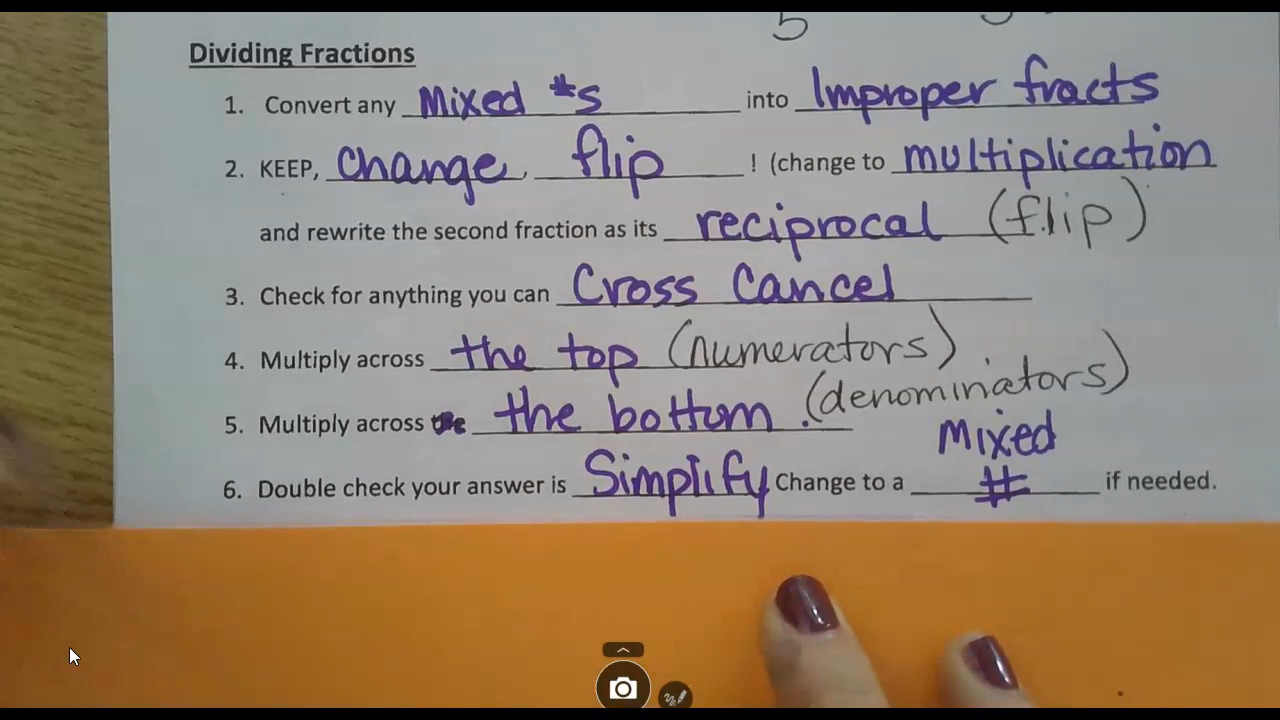 5
Dividing Fractions
1. Convert any Mixed #s into Improper fracts
2. KEEP, change, flip ! (change to multiplication
and rewrite the second fraction as its reciprocal (flip)
3. Check for anything you can Cross Cancel
4. Multiply across the top (numerators)
5. Multiply across the bottom. (denominators)
6. Double check your answer is Simplify Change to a Mixed # if needed.